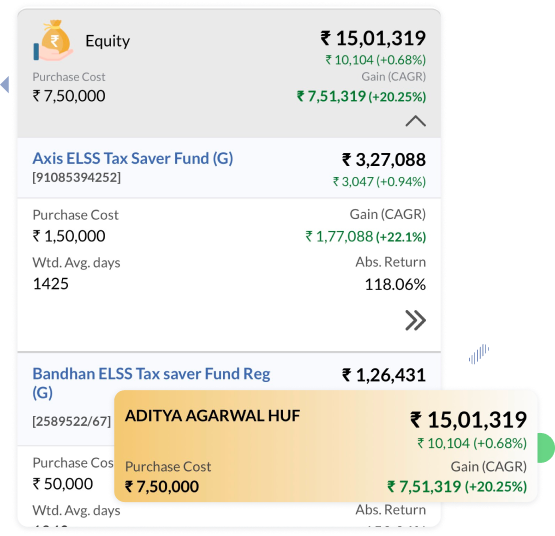 Equity
₹ 15,01,319
₹ 10,104 (+0.68%)
Purchase Cost
Gain (CAGR)
₹ 7,50,000
₹ 7,51,319 (+20.25%)
Axis ELSS Tax Saver Fund (G)
₹ 3,27,088
[91085394252]
₹ 3,047 (+0.94%)
Purchase Cost
Gain (CAGR)
₹ 1,50,000
₹ 1,77,088 (+22.1%)
Wtd. Avg. days
Abs. Return
1425
118.06%
Bandhan ELSS Tax saver Fund Reg
(G)
₹ 1,26,431
[2589522/67]
ADITYA AGARWAL HUF
₹ 15,01,319
₹ 10,104 (+0.68%)
Purchase Cost
Gain (CAGR)
₹ 7,50,000
₹ 7,51,319 (+20.25%)
Purchase Cos
₹ 50,000
Wtd. Avg. days
Abs. Return